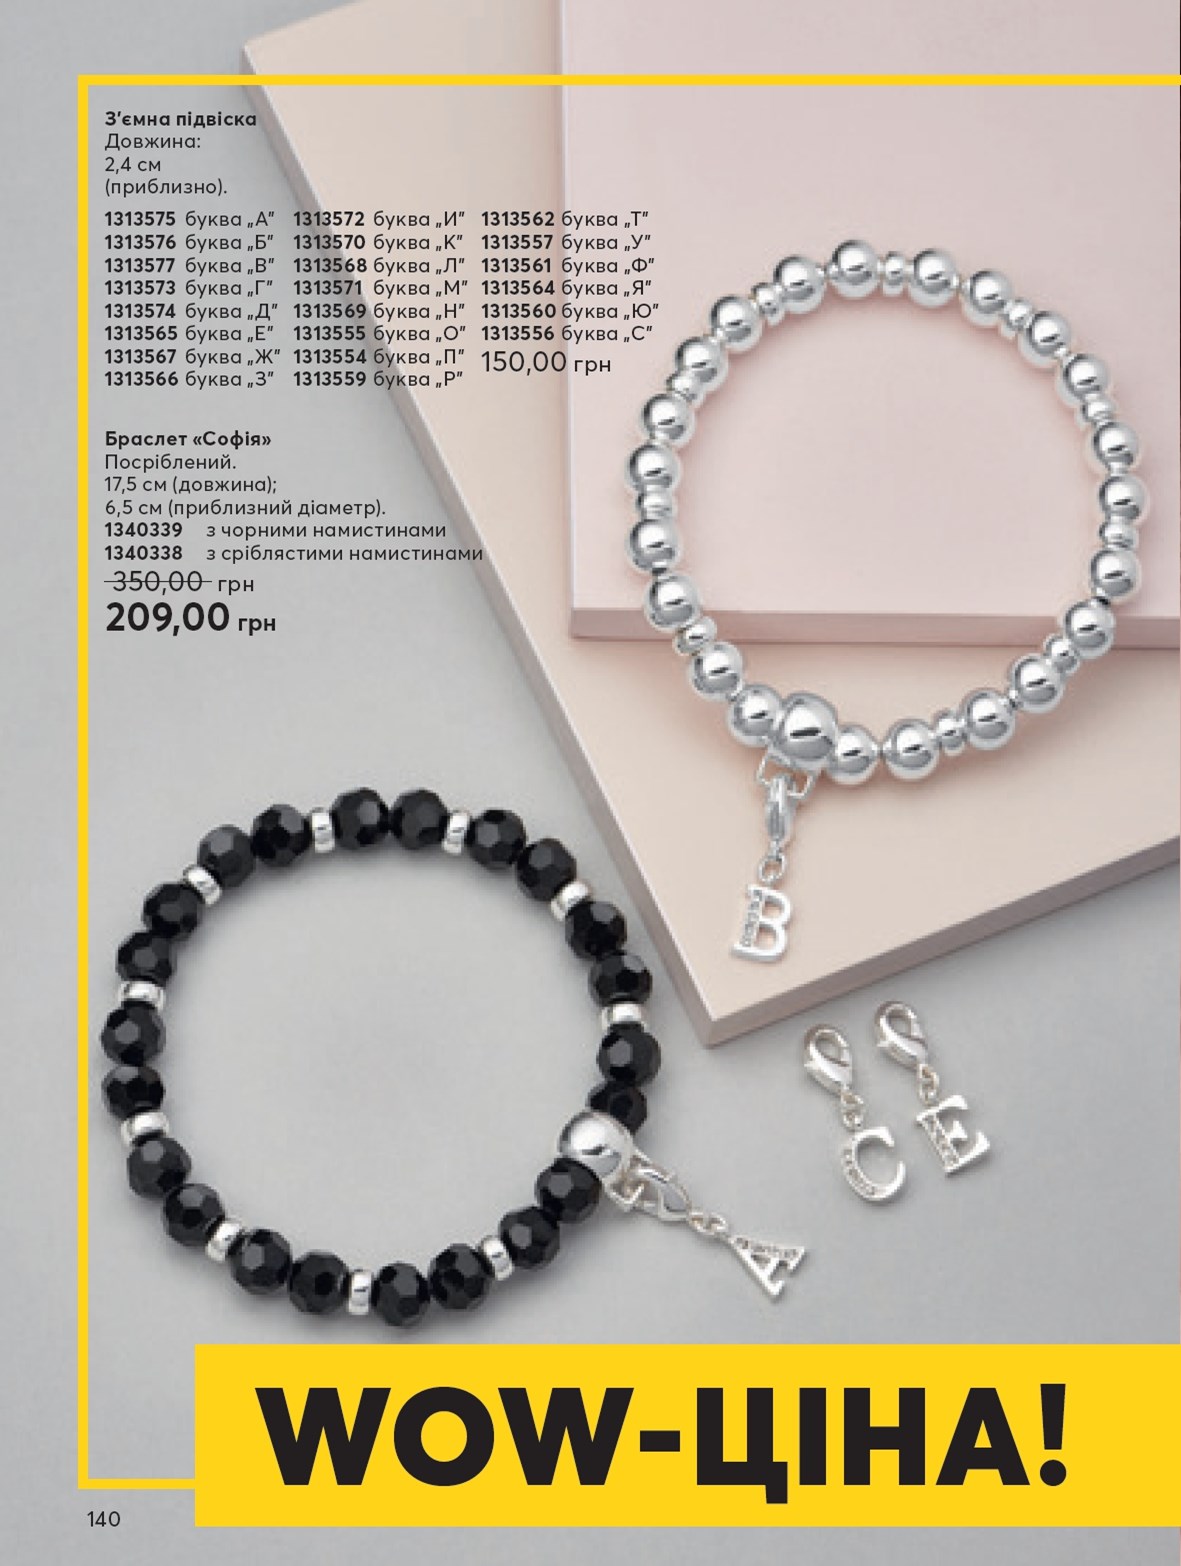 З'ємна підвіска
Довжина:
2,4 см
(приблизно).
1313575 буква „А”
1313576 буква „Б”
1313577 буква „В”
1313573 буква „Г”
1313574 буква „Д”
1313565 буква „Е”
1313567 буква „Ж”
1313566 буква „З”
1313572 буква „И”
1313570 буква „К”
1313568 буква „Л”
1313571 буква „М”
1313569 буква „Н”
1313555 буква „О”
1313554 буква „П”
1313559 буква „Р”
1313562 буква „Т”
1313557 буква „У”
1313561 буква „Ф”
1313564 буква „Я”
1313560 буква „Ю”
1313556 буква „С”
150,00 грн
Браслет «Софія»
Посріблений.
17,5 см (довжина);
6,5 см (приблизний діаметр).
1340339 з чорними намистинами
1340338 з сріблястими намистинами
350,00 грн
209,00 грн
В
С Е
А
WOW-ЦІНА!
140